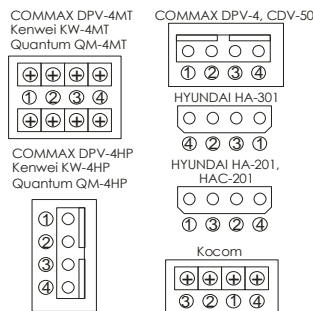 COMMAX DPV-4MT
Kenwei KW-4MT
Quantum QM-4MT
① ② ③ ④
COMMAX DPV-4HP
Kenwei KW-4HP
Quantum QM-4HP
①
②
③
④
COMMAX DPV-4, CDV-50
① ② ③ ④
HYUNDAI HA-301
④ ② ③ ①
HYUNDAI HA-201,
HAC-201
① ③ ② ④
Kocom
③ ② ① ④